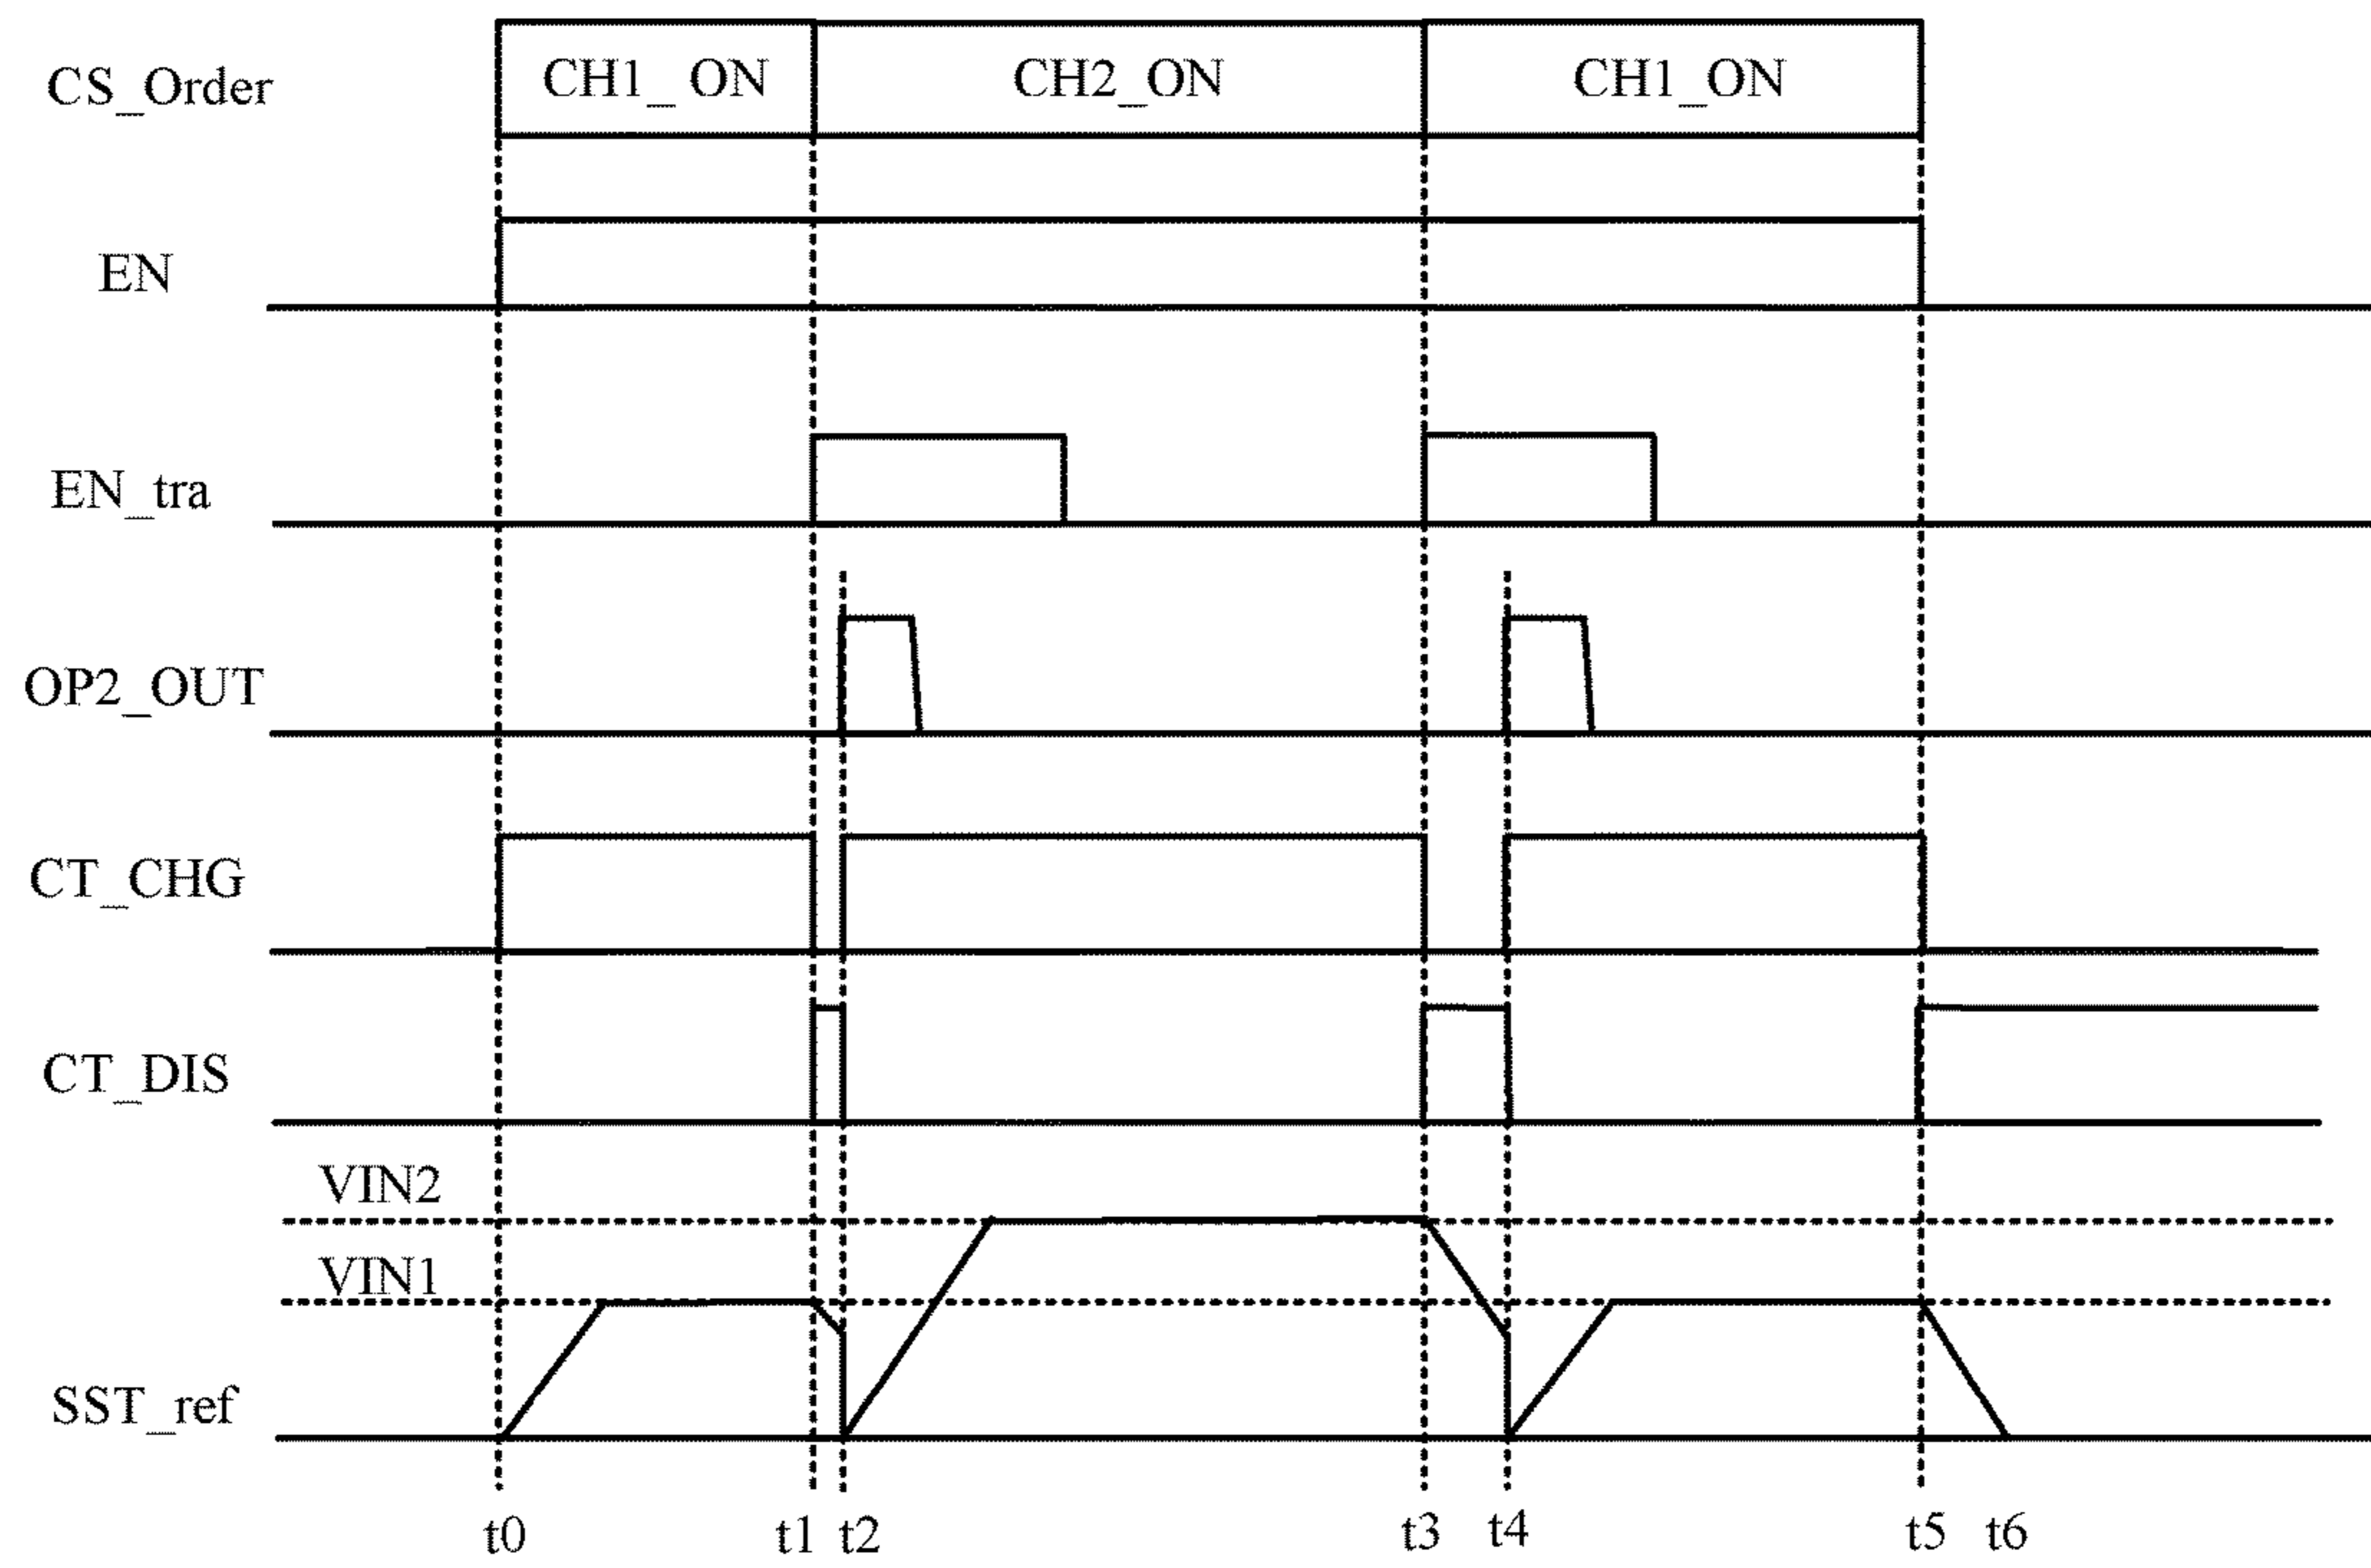 CS_Order CH1_ ON CH2_ON CH1_ON
EN
EN_tra
OP2_OUT
CT_CHG
CT_DIS
VIN2
VIN1
SST_ref
t0 t1 t2 t3 t4 t5 t6